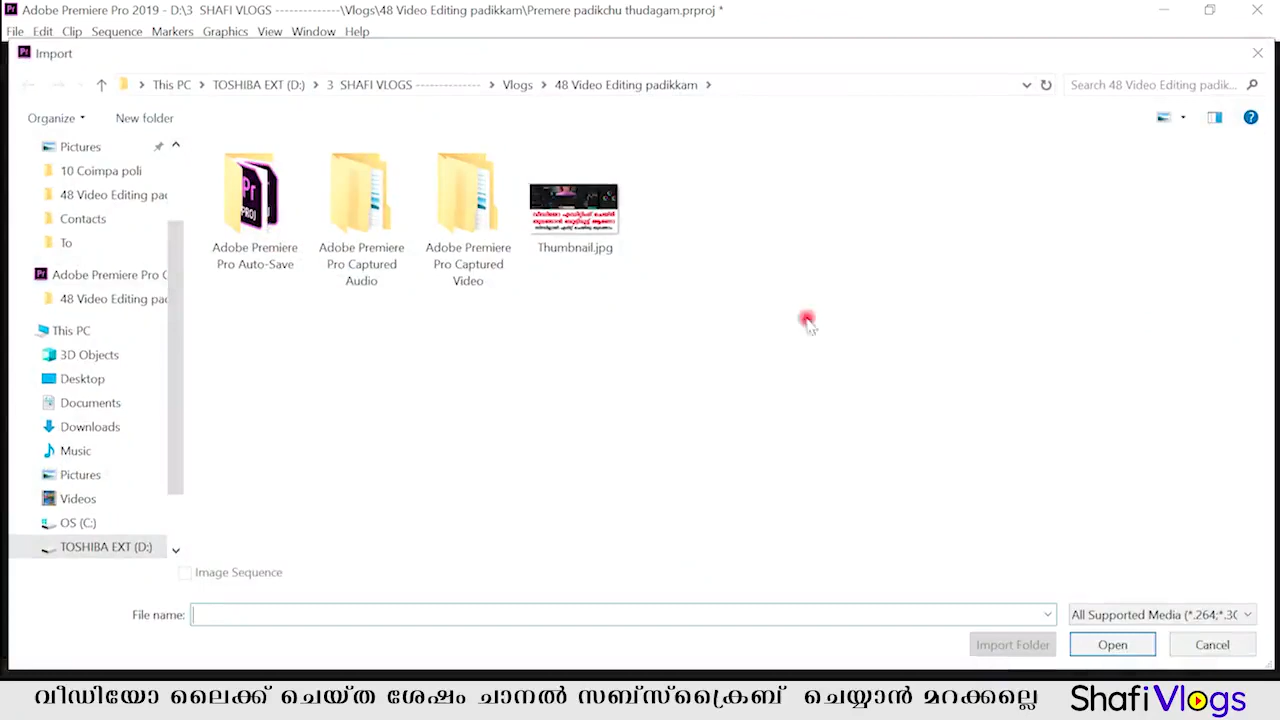 Adobe Premiere Pro 2019 - D:\3 SHAFI VLOGS -------------\Vlogs\48 Video Editing padikkam\Premere padikchu thudagam.prproj *
File Edit Clip Sequence Markers Graphics View Window Help
Import
This PC > TOSHIBA EXT (D:) > 3 SHAFI VLOGS ------------- > Vlogs > 48 Video Editing padikkam >
Search 48 Video Editing padik...
Organize
New folder
Pictures
10 Coimpa poli
48 Video Editing pad
Contacts
To
Adobe Premiere Pro C
48 Video Editing pad
This PC
3D Objects
Desktop
Documents
Downloads
Music
Pictures
Videos
OS (C:)
TOSHIBA EXT (D:)
Adobe Premiere
Pro Auto-Save
Adobe Premiere
Pro Captured
Audio
Adobe Premiere
Pro Captured
Video
Thumbnail.jpg
Image Sequence
File name:
All Supported Media (*.264;*.3G
Import Folder
Open
Cancel
വീഡിയോ ലൈക്ക് ചെയ്ത ശേഷം ചാനൽ സബ്സ്ക്രൈബ് ചെയ്യാൻ മറക്കല്ലെ
Shafi Vlogs